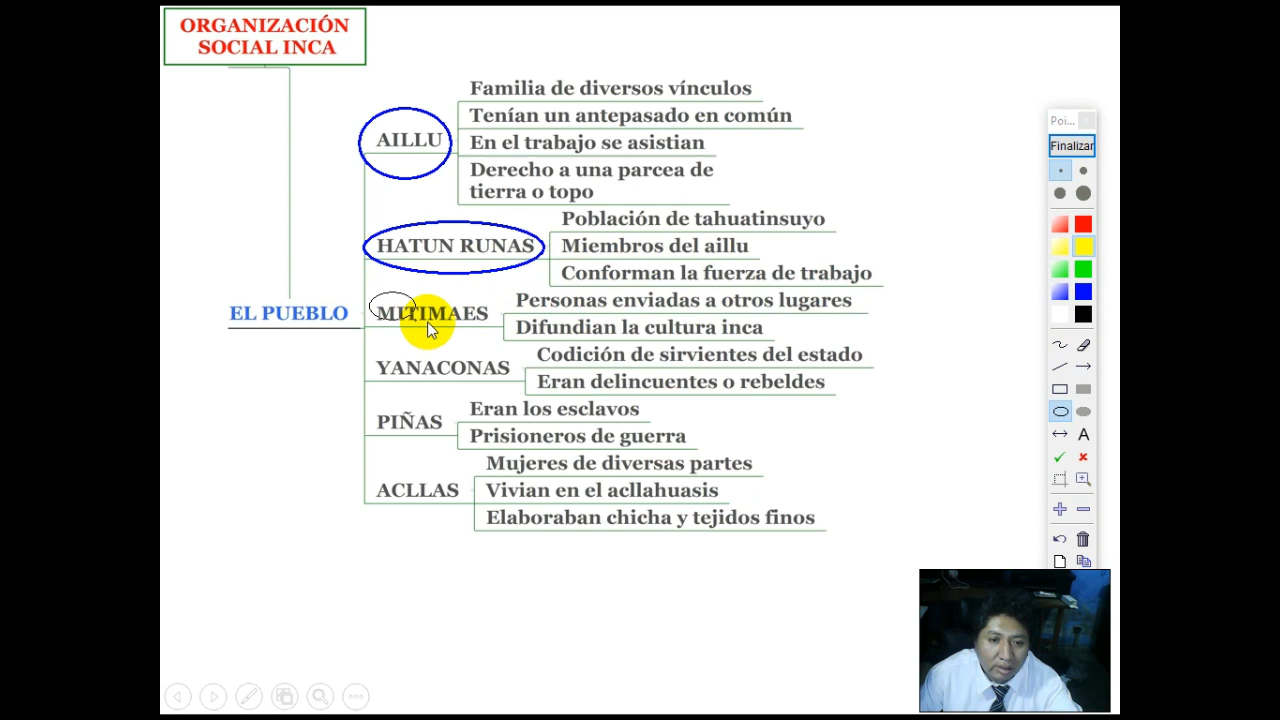 ORGANIZACIÓN
SOCIAL INCA
Familia de diversos vínculos
Tenían un antepasado en común
AILLU
En el trabajo se asistian
Derecho a una parcea de
tierra o topo
Población de tahuatinsuyo
HATUN RUNAS
Miembros del aillu
Conforman la fuerza de trabajo
EL PUEBLO
MITIMAES
Personas enviadas a otros lugares
Difundian la cultura inca
YANACONAS
Codición de sirvientes del estado
Eran delincuentes o rebeldes
PIÑAS
Eran los esclavos
Prisioneros de guerra
ACLLAS
Mujeres de diversas partes
Vivian en el acllahuasis
Elaboraban chicha y tejidos finos
Poi...
Finalizar
A